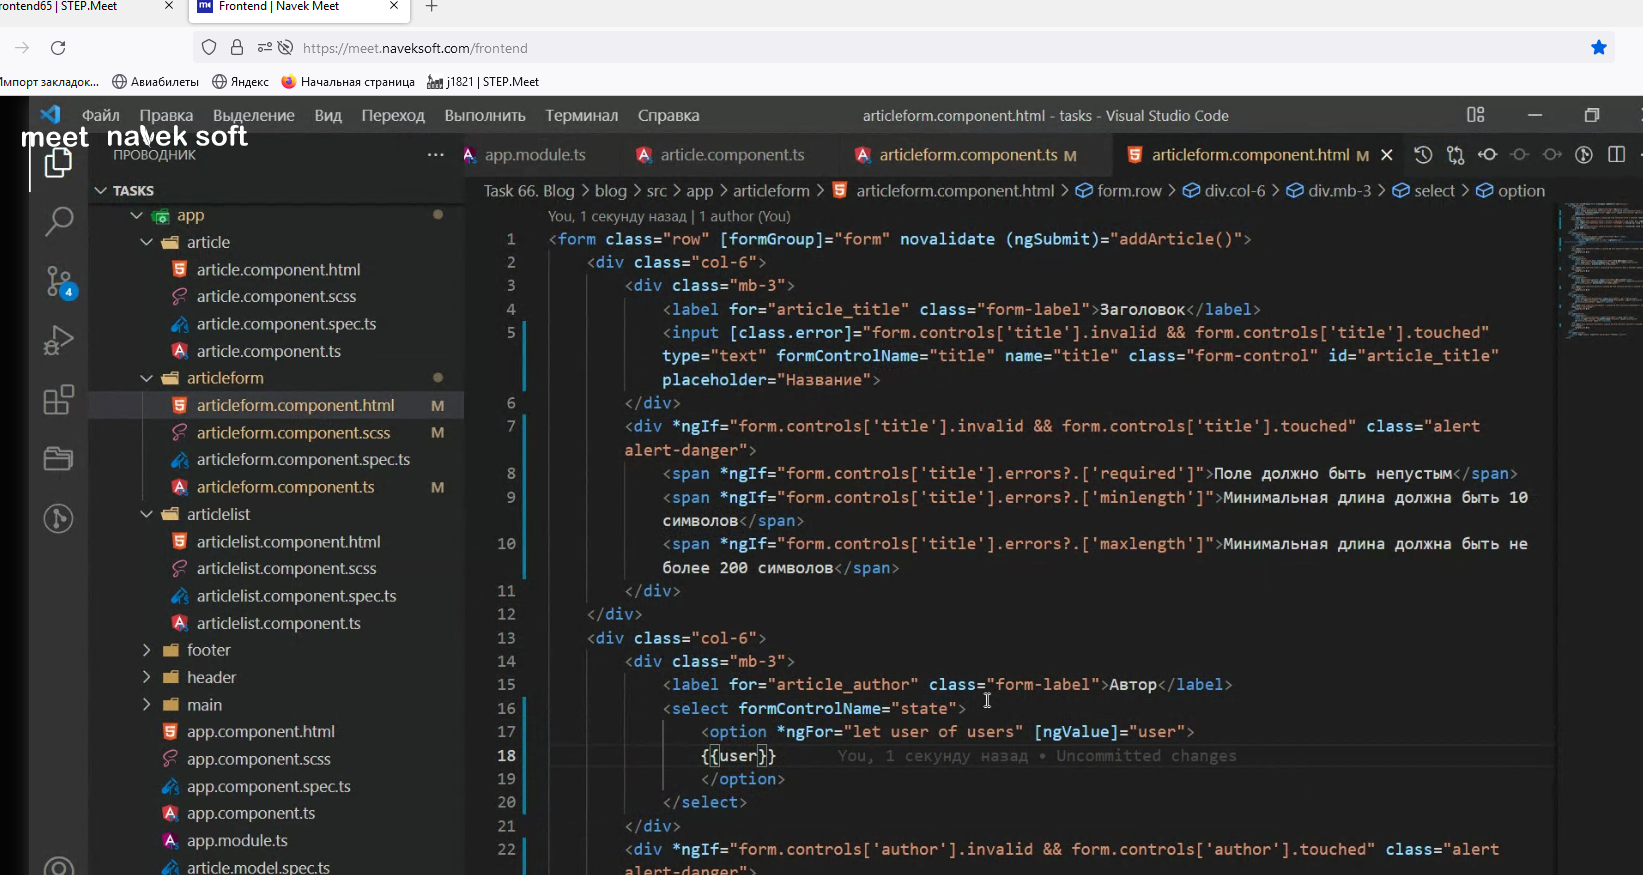 rontend65 | STEP.Meet
Frontend | Navek Meet
https://meet.naveksoft.com/frontend
Импорт закладок...
Авиабилеты
Яндекс
Начальная страница
j1821 | STEP.Meet
Файл
Правка
Выделение
Вид
Переход
Выполнить
Терминал
Справка
articleform.component.html - tasks - Visual Studio Code
meet navek soft
ПРОВОДНИК
app.module.ts
article.component.ts
articleform.component.ts M
articleform.component.html M
TASKS
Task 66. Blog > blog > src > app > articleform > articleform.component.html > form.row > div.col-6 > div.mb-3 > select > option
app
article
article.component.html
article.component.scss
article.component.spec.ts
article.component.ts
articleform
articleform.component.html M
articleform.component.scss M
articleform.component.spec.ts
articleform.component.ts M
articlelist
articlelist.component.html
articlelist.component.scss
articlelist.component.spec.ts
articlelist.component.ts
footer
header
main
app.component.html
app.component.scss
app.component.spec.ts
app.component.ts
app.module.ts
article.model.spec.ts
4
You, 1 секунду назад | 1 author (You)
1 <form class="row" [formGroup]="form" novalidate (ngSubmit)="addArticle()">
2 <div class="col-6">
3 <div class="mb-3">
4 <label for="article_title" class="form-label">Заголовок</label>
5 <input [class.error]="form.controls['title'].invalid && form.controls['title'].touched"
type="text" formControlName="title" name="title" class="form-control" id="article_title"
placeholder="Название">
6 </div>
7 <div *ngIf="form.controls['title'].invalid && form.controls['title'].touched" class="alert
alert-danger">
8 <span *ngIf="form.controls['title'].errors?.['required']">Поле должно быть непустым</span>
9 <span *ngIf="form.controls['title'].errors?.['minlength']">Минимальная длина должна быть 10
символов</span>
10 <span *ngIf="form.controls['title'].errors?.['maxlength']">Минимальная длина должна быть не
более 200 символов</span>
11 </div>
12 </div>
13 <div class="col-6">
14 <div class="mb-3">
15 <label for="article_author" class="form-label">Автор</label>
16 <select formControlName="state">
17 <option *ngFor="let user of users" [ngValue]="user">
18 {{user}} You, 1 секунду назад • Uncommitted changes
19 </option>
20 </select>
21 </div>
22 <div *ngIf="form.controls['author'].invalid && form.controls['author'].touched" class="alert
alert-danger">